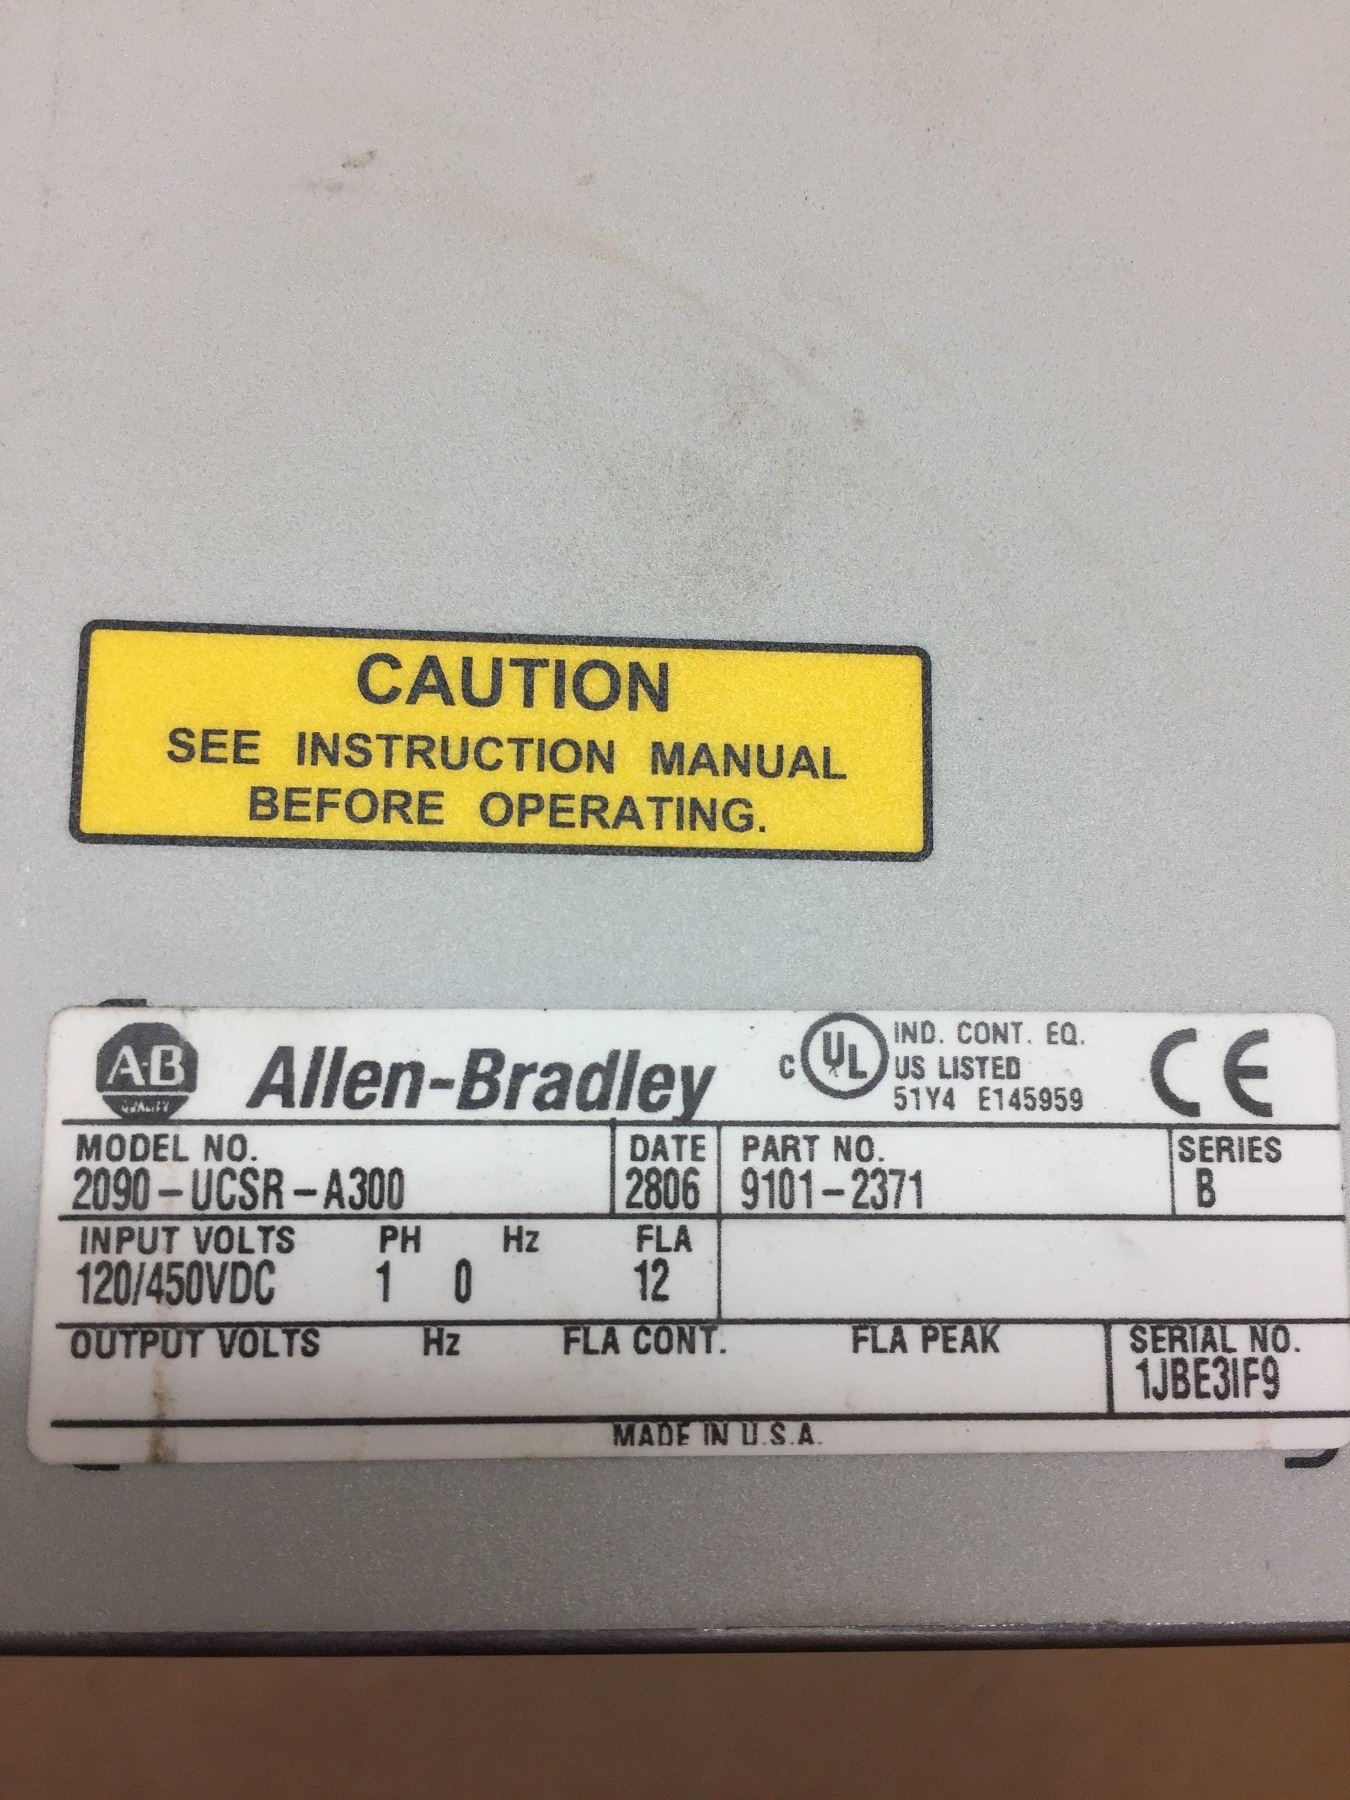 CAUTION
SEE INSTRUCTION MANUAL
BEFORE OPERATING.
A-B
QUALITY
Allen-Bradley
C UL
IND. CONT. EQ.
US LISTED
51Y4 E145959
CE
MODEL NO. DATE PART NO. SERIES
2090-UCSR-A300 2806 9101-2371 B
INPUT VOLTS PH Hz FLA
120/450VDC 1 0 12
OUTPUT VOLTS Hz FLA CONT. FLA PEAK SERIAL NO.
1JBE3IF9
MADE IN U.S.A.